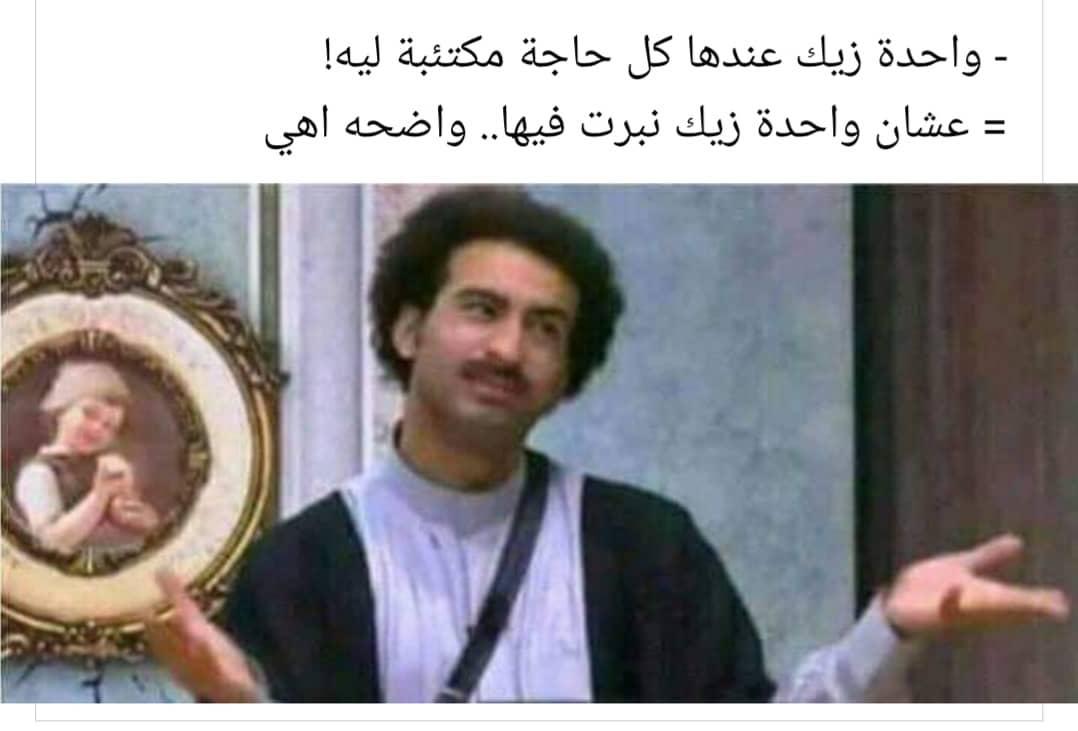 - واحدة زيك عندها كل حاجة مكتئبة ليه!
= عشان واحدة زيك نبرت فيها.. واضحه اهي